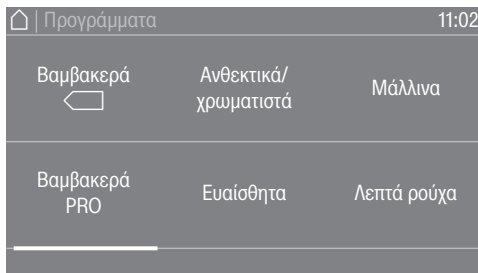 Προγράμματα 11:02
Βαμβακερά
Ανθεκτικά/
χρωματιστά
Μάλλινα
Βαμβακερά
PRO
Ευαίσθητα
Λεπτά ρούχα